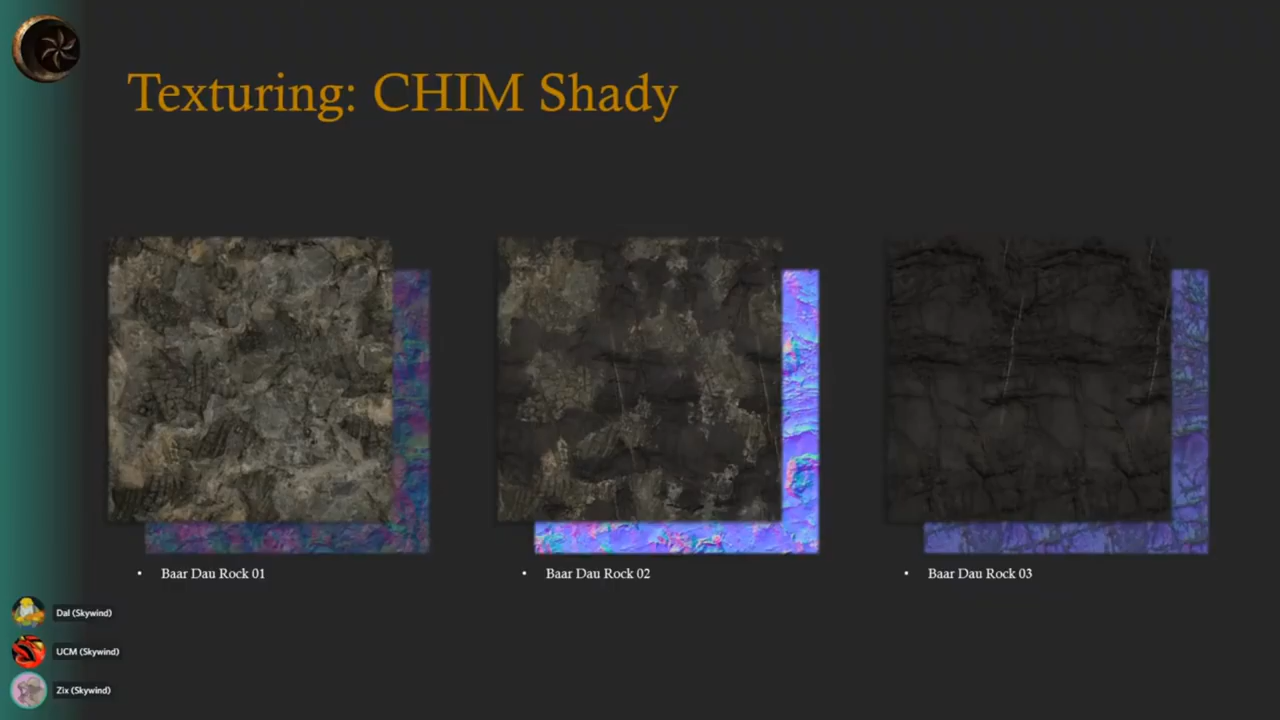 Texturing: CHIM Shady
• Baar Dau Rock 01
• Baar Dau Rock 02
• Baar Dau Rock 03
Dal (Skywind)
UCM (Skywind)
Zix (Skywind)